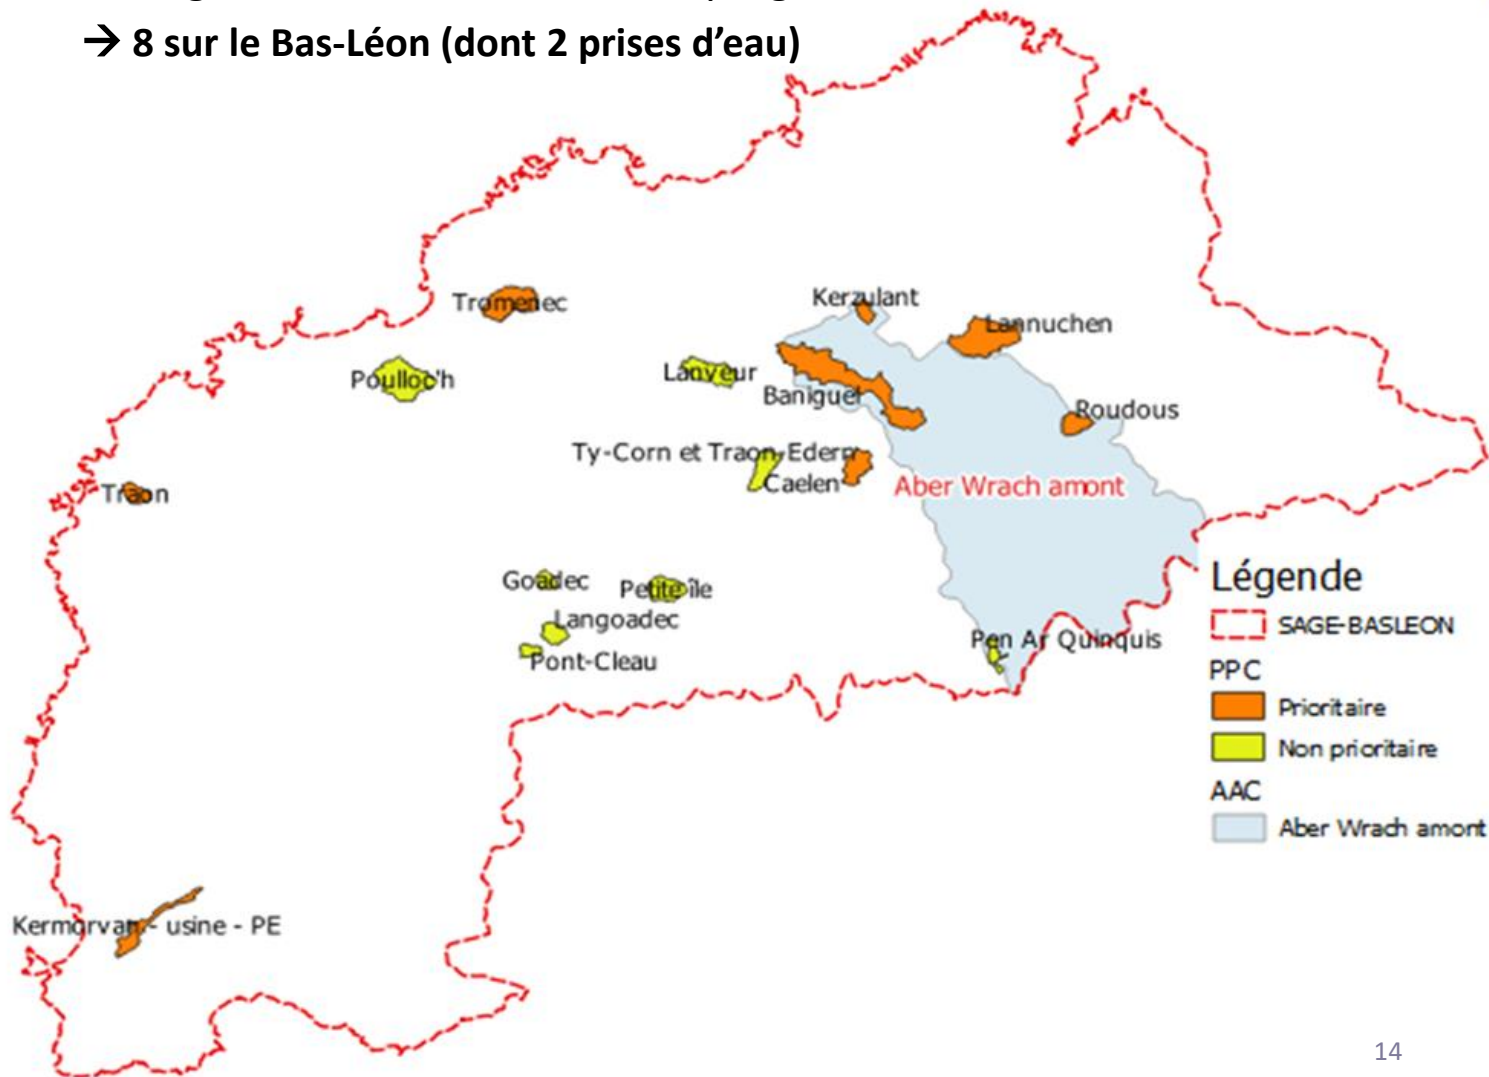 → 8 sur le Bas-Léon (dont 2 prises d'eau)
Kerzulant
Tromenec
Lannuchen
Poulloc'h
Lanveur
Baniguel
Roudous
Ty-Corn et Traon-Edern
Caelen
Aber Wrach amont
Traon
Goadec
Petite île
Langoadec
Pont-Cleau
Pen Ar Quinquis
Légende
SAGE-BASLEON
PPC
Prioritaire
Non prioritaire
AAC
Aber Wrach amont
Kermorvan - usine - PE
14